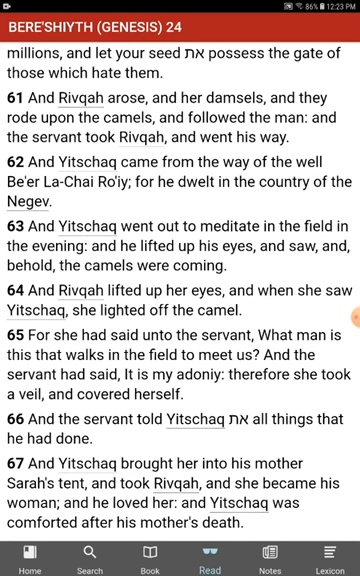 86% 12:23 PM
BERE'SHIYTH (GENESIS) 24
millions, and let your seed את possess the gate of
those which hate them.
61 And Rivqah arose, and her damsels, and they
rode upon the camels, and followed the man: and
the servant took Rivqah, and went his way.
62 And Yitschaq came from the way of the well
Be'er La-Chai Ro'iy; for he dwelt in the country of the
Negev.
63 And Yitschaq went out to meditate in the field in
the evening: and he lifted up his eyes, and saw, and,
behold, the camels were coming.
64 And Rivqah lifted up her eyes, and when she saw
Yitschaq, she lighted off the camel.
65 For she had said unto the servant, What man is
this that walks in the field to meet us? And the
servant had said, It is my adoniy: therefore she took
a veil, and covered herself.
66 And the servant told Yitschaq את all things that
he had done.
67 And Yitschaq brought her into his mother
Sarah's tent, and took Rivqah, and she became his
woman; and he loved her: and Yitschaq was
comforted after his mother's death.
Home Search Book Read Notes Lexicon